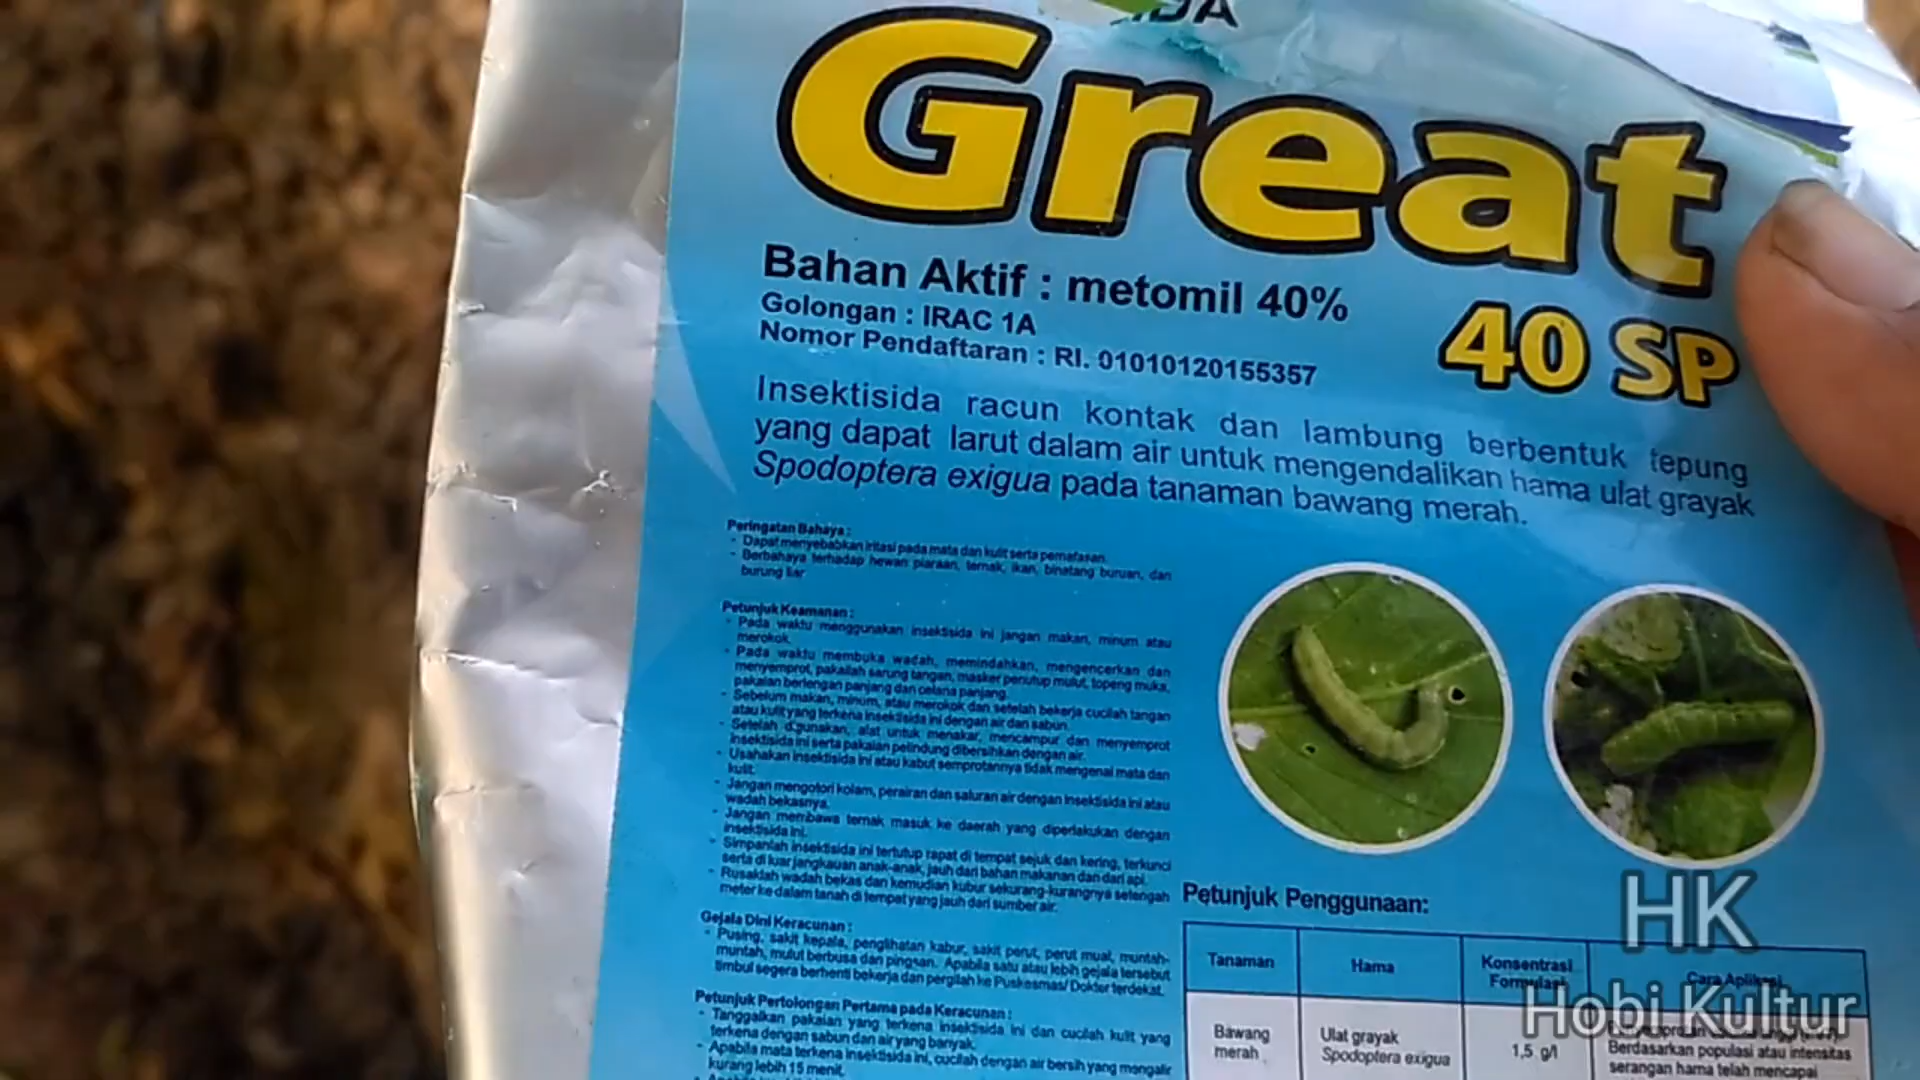 DA
Great
40 SP
Bahan Aktif : metomil 40%
Golongan : IRAC 1A
Nomor Pendaftaran : RI. 01010120155357
Insektisida racun kontak dan lambung berbentuk tepung
yang dapat larut dalam air untuk mengendalikan hama ulat grayak
Spodoptera exigua pada tanaman bawang merah.
Peringatan Bahaya :
- Dapat menyebabkan iritasi pada mata dan kulit serta pernafasan.
- Berbahaya terhadap hewan piaraan, ternak, ikan, binatang buruan, dan
burung liar
Petunjuk Keamanan :
- Pada waktu menggunakan insektisida ini jangan makan, minum atau
merokok.
- Pada waktu membuka wadah, memindahkan, mengencerkan dan
menyemprot, pakailah sarung tangan, masker penutup mulut, topeng muka,
pakaian berlengan panjang dan celana panjang.
- Sebelum makan, minum, atau merokok dan setelah bekerja cucilah tangan
atau kulit yang terkena insektisida ini dengan air dan sabun.
- Setelah digunakan, alat untuk menakar, mencampur dan menyemprot
insektisida ini serta pakaian pelindung dibersihkan dengan air.
- Usahakan insektisida ini atau kabut semprotannya tidak mengenai mata dan
kulit.
- Jangan mengotori kolam, perairan dan saluran air dengan insektisida ini atau
wadah bekasnya.
- Jangan membawa ternak masuk ke daerah yang diperlakukan dengan
insektisida ini.
- Simpanlah insektisida ini tertutup rapat di tempat sejuk dan kering, terkunci
serta di luar jangkauan anak-anak, jauh dari bahan makanan dan dari api.
- Rusaklah wadah bekas dan kemudian kubur sekurang-kurangnya setengah
meter ke dalam tanah di tempat yang jauh dari sumber air.
Gejala Dini Keracunan :
- Pusing, sakit kepala, penglihatan kabur, sakit perut, perut mual, muntah-
muntah, mulut berbusa dan pingsan. Apabila satu atau lebih gejala tersebut
timbul segera berhenti bekerja dan pergilah ke Puskesmas/ Dokter terdekat.
Petunjuk Pertolongan Pertama pada Keracunan :
- Tanggalkan pakaian yang terkena insektisida ini dan cucilah kulit yang
terkena dengan sabun dan air yang banyak.
- Apabila mata terkena insektisida ini, cucilah dengan air bersih yang mengalir
kurang lebih 15 menit.
Petunjuk Penggunaan:
Tanaman
Hama
Konsentrasi
Formulasi
Cara Aplikasi
Bawang
merah
Ulat grayak
Spodoptera exigua
1,5 g/l
Berdasarkan populasi atau intensitas
serangan hama telah mencapai
HK
Hobi Kultur